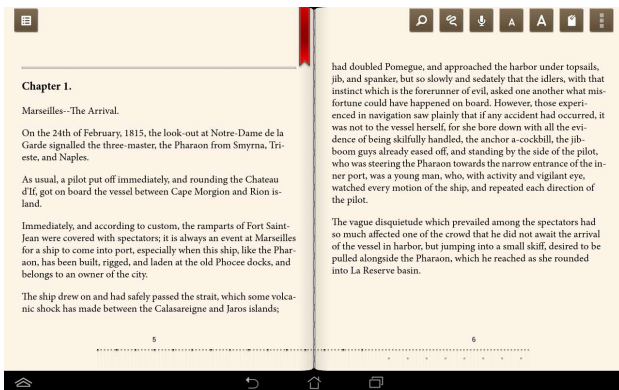 A
A
Chapter 1.
Marseilles--The Arrival.
On the 24th of February, 1815, the look-out at Notre-Dame de la
Garde signalled the three-master, the Pharaon from Smyrna, Tri-
este, and Naples.
As usual, a pilot put off immediately, and rounding the Chateau
d'If, got on board the vessel between Cape Morgion and Rion is-
land.
Immediately, and according to custom, the ramparts of Fort Saint-
Jean were covered with spectators; it is always an event at Marseilles
for a ship to come into port, especially when this ship, like the Phar-
aon, has been built, rigged, and laden at the old Phocee docks, and
belongs to an owner of the city.
The ship drew on and had safely passed the strait, which some volca-
nic shock has made between the Calasareigne and Jaros islands;
5
had doubled Pomegue, and approached the harbor under topsails,
jib, and spanker, but so slowly and sedately that the idlers, with that
instinct which is the forerunner of evil, asked one another what mis-
fortune could have happened on board. However, those experi-
enced in navigation saw plainly that if any accident had occurred, it
was not to the vessel herself, for she bore down with all the evi-
dence of being skilfully handled, the anchor a-cockbill, the jib-
boom guys already eased off, and standing by the side of the pilot,
who was steering the Pharaon towards the narrow entrance of the in-
ner port, was a young man, who, with activity and vigilant eye,
watched every motion of the ship, and repeated each direction of
the pilot.
The vague disquietude which prevailed among the spectators had
so much affected one of the crowd that he did not await the arrival
of the vessel in harbor, but jumping into a small skiff, desired to be
pulled alongside the Pharaon, which he reached as she rounded
into La Reserve basin.
6